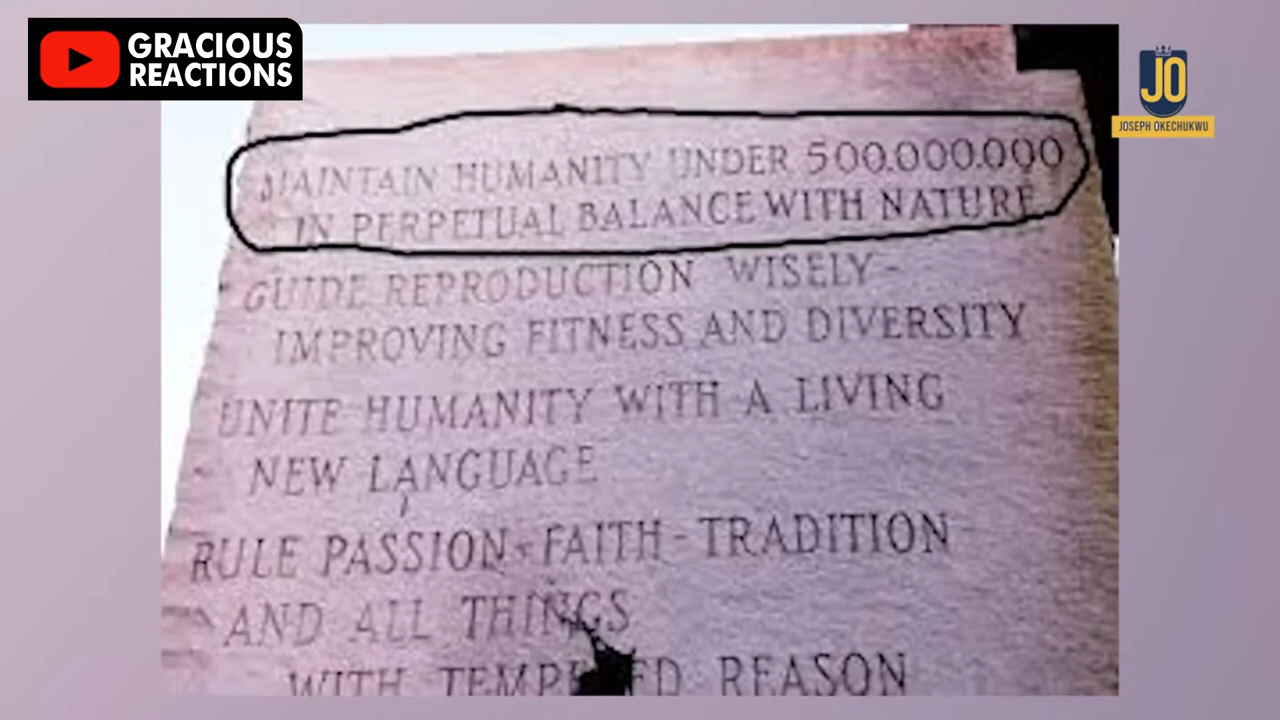 GRACIOUS
REACTIONS
JO
JOSEPH OKECHUKWU
MAINTAIN HUMANITY UNDER 500.000.000
IN PERPETUAL BALANCE WITH NATURE
GUIDE REPRODUCTION WISELY-
IMPROVING FITNESS AND DIVERSITY
UNITE HUMANITY WITH A LIVING
NEW LANGUAGE
RULE PASSION-FAITH-TRADITION
AND ALL THINGS
WITH REASON